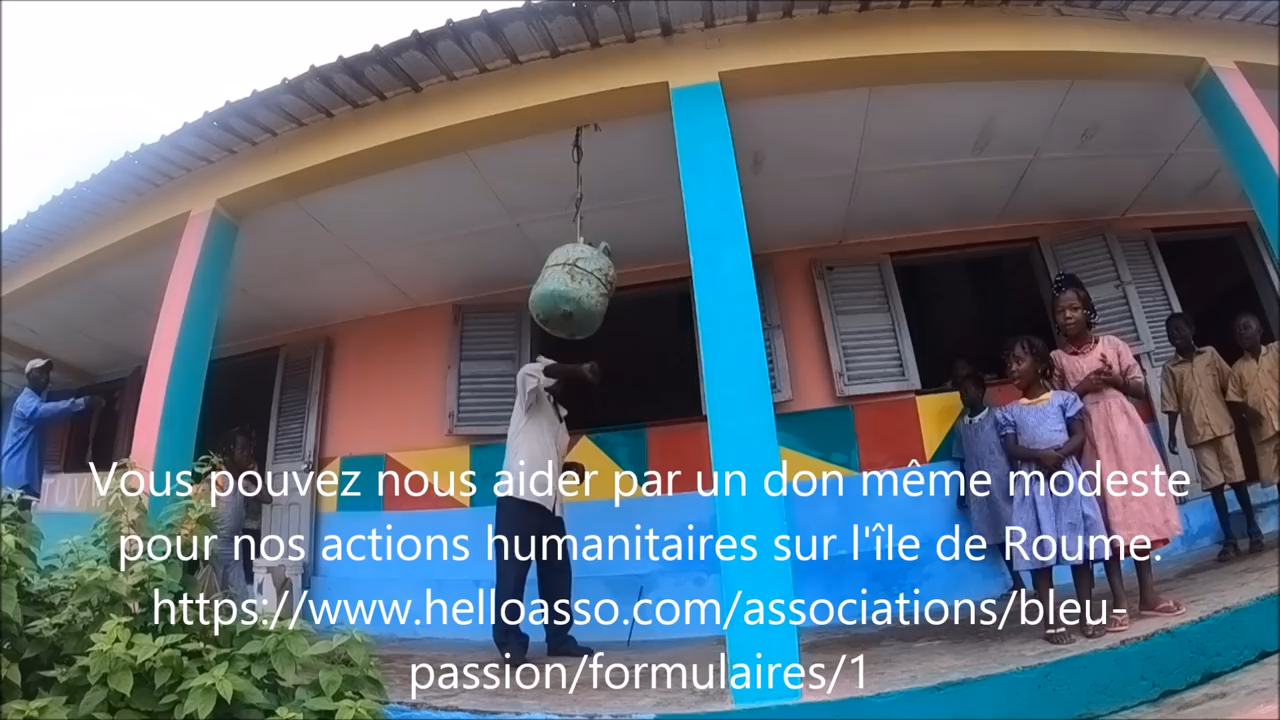 TUV
Vous pouvez nous aider par un don même modeste
pour nos actions humanitaires sur l'île de Roume.
https://www.helloasso.com/associations/bleu-
passion/formulaires/1